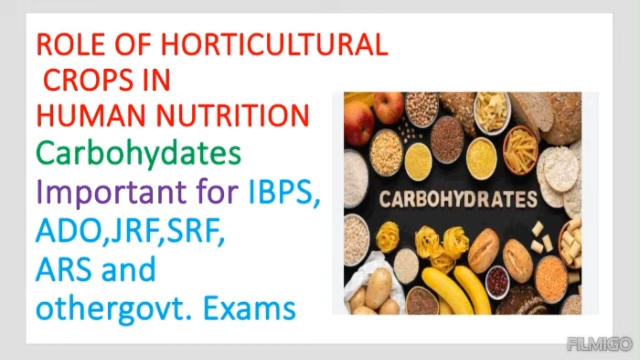 ROLE OF HORTICULTURAL
CROPS IN
HUMAN NUTRITION
Carbohydates
Important for IBPS,
ADO,JRF,SRF,
ARS and
othergovt. Exams
CARBOHYDRATES
FILMIGO